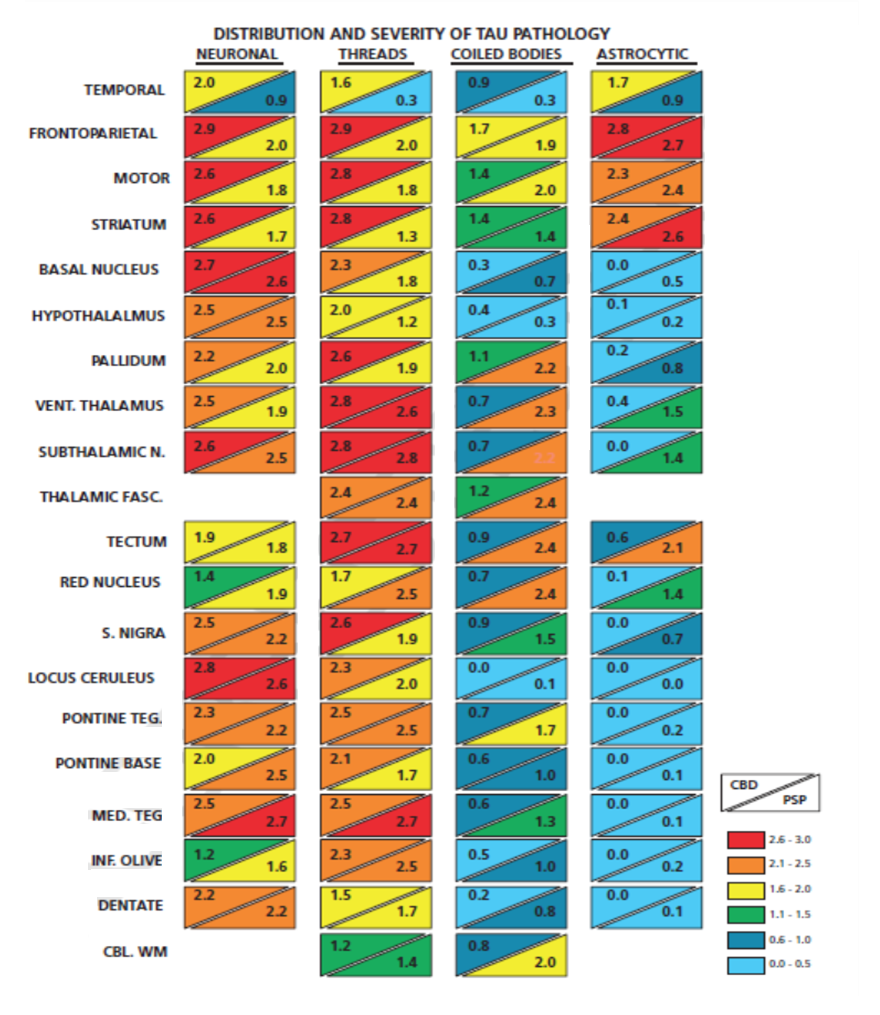 DISTRIBUTION AND SEVERITY OF TAU PATHOLOGY
NEURONAL THREADS COILED BODIES ASTROCYTIC
TEMPORAL 2.0 0.9 1.6 0.3 0.9 0.3 1.7 0.9
FRONTOPARIETAL 2.9 2.0 2.9 2.0 1.7 1.9 2.8 2.7
MOTOR 2.6 1.8 2.8 1.8 1.4 2.0 2.3 2.4
STRIATUM 2.6 1.7 2.8 1.3 1.4 1.4 2.4 2.6
BASAL NUCLEUS 2.7 2.6 2.3 1.8 0.3 0.7 0.0 0.5
HYPOTHALALMUS 2.5 2.5 2.0 1.2 0.4 0.3 0.1 0.2
PALLIDUM 2.2 2.0 2.6 1.9 1.1 2.2 0.2 0.8
VENT. THALAMUS 2.5 1.9 2.8 2.6 0.7 2.3 0.4 1.5
SUBTHALAMIC N. 2.6 2.5 2.8 2.8 0.7 2.2 0.0 1.4
THALAMIC FASC. 2.4 2.4 1.2 2.4
TECTUM 1.9 1.8 2.7 2.7 0.9 2.4 0.6 2.1
RED NUCLEUS 1.4 1.9 1.7 2.5 0.7 2.4 0.1 1.4
S. NIGRA 2.5 2.2 2.6 1.9 0.9 1.5 0.0 0.7
LOCUS CERULEUS 2.8 2.6 2.3 2.0 0.0 0.1 0.0 0.0
PONTINE TEG. 2.3 2.2 2.5 2.5 0.7 1.7 0.0 0.2
PONTINE BASE 2.0 2.5 2.1 1.7 0.6 1.0 0.0 0.1
MED. TEG 2.5 2.7 2.5 2.7 0.6 1.3 0.0 0.1
INF. OLIVE 1.2 1.6 2.3 2.5 0.5 1.0 0.0 0.2
DENTATE 2.2 2.2 1.5 1.7 0.2 0.8 0.0 0.1
CBL. WM 1.2 1.4 0.8 2.0
CBD
PSP
2.6 - 3.0
2.1 - 2.5
1.6 - 2.0
1.1 - 1.5
0.6 - 1.0
0.0 - 0.5